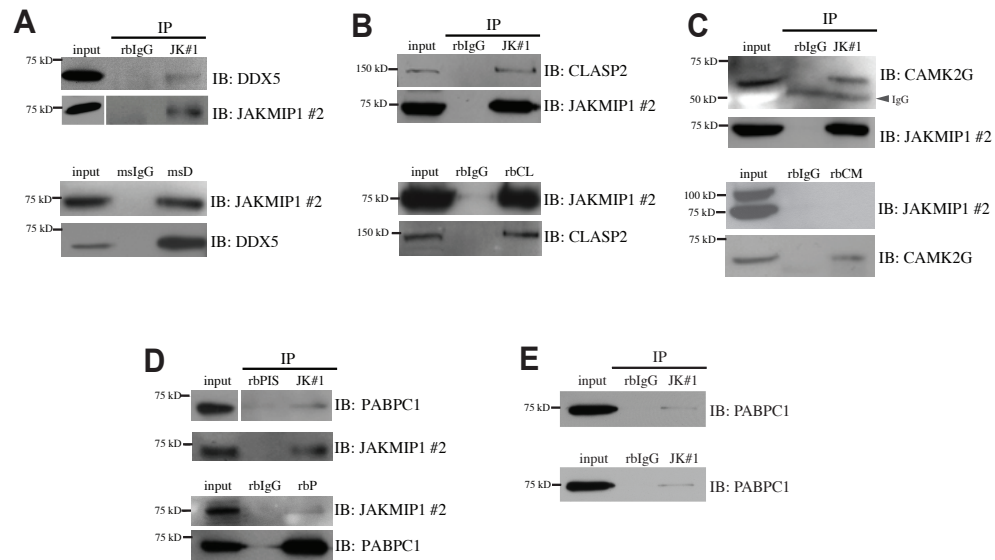 A
IP
input rbIgG JK#1
75 kD
IB: DDX5
75 kD
IB: JAKMIP1 #2
input msIgG msD
75 kD
IB: JAKMIP1 #2
75 kD
IB: DDX5
B
IP
input rbIgG JK#1
150 kD
IB: CLASP2
75 kD
IB: JAKMIP1 #2
input rbIgG rbCL
75 kD
IB: JAKMIP1 #2
150 kD
IB: CLASP2
C
IP
input rbIgG JK#1
75 kD
IB: CAMK2G
50 kD
IgG
75 kD
IB: JAKMIP1 #2
input rbIgG rbCM
100 kD
75 kD
IB: JAKMIP1 #2
75 kD
IB: CAMK2G
D
IP
input rbPIS JK#1
75 kD
IB: PABPC1
75 kD
IB: JAKMIP1 #2
input rbIgG rbP
75 kD
IB: JAKMIP1 #2
75 kD
IB: PABPC1
E
IP
input rbIgG JK#1
75 kD
IB: PABPC1
input rbIgG JK#1
75 kD
IB: PABPC1